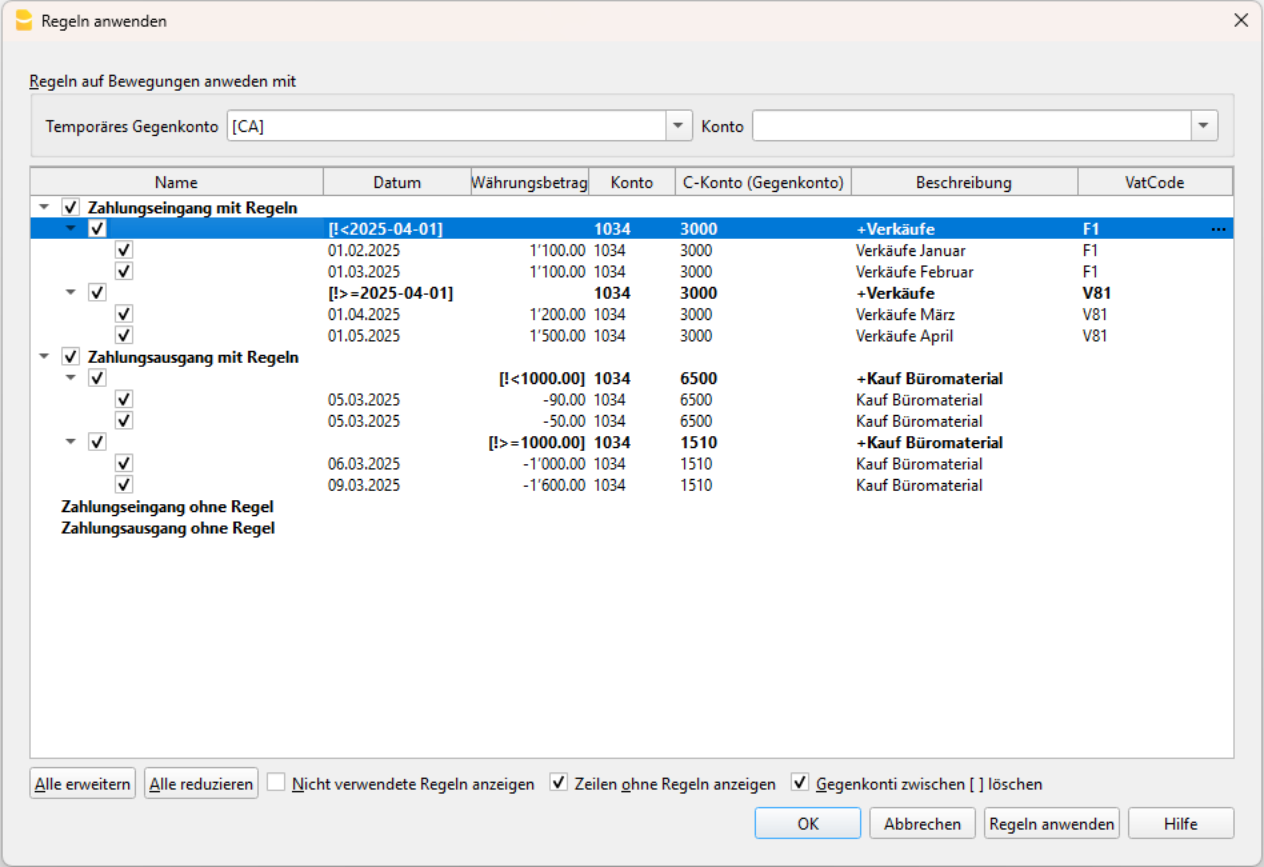 Regeln anwenden
Regeln auf Bewegungen anweden mit
Temporäres Gegenkonto [CA] Konto
Name Datum Währungsbetrag Konto C-Konto (Gegenkonto) Beschreibung VatCode
Zahlungseingang mit Regeln
[!<2025-04-01] 1034 3000 +Verkäufe F1 ...
01.02.2025 1'100.00 1034 3000 Verkäufe Januar F1
01.03.2025 1'100.00 1034 3000 Verkäufe Februar F1
[!>=2025-04-01] 1034 3000 +Verkäufe V81
01.04.2025 1'200.00 1034 3000 Verkäufe März V81
01.05.2025 1'500.00 1034 3000 Verkäufe April V81
Zahlungsausgang mit Regeln
[!<1000.00] 1034 6500 +Kauf Büromaterial
05.03.2025 -90.00 1034 6500 Kauf Büromaterial
05.03.2025 -50.00 1034 6500 Kauf Büromaterial
[!>=1000.00] 1034 1510 +Kauf Büromaterial
06.03.2025 -1'000.00 1034 1510 Kauf Büromaterial
09.03.2025 -1'600.00 1034 1510 Kauf Büromaterial
Zahlungseingang ohne Regel
Zahlungsausgang ohne Regel
Alle erweitern Alle reduzieren Nicht verwendete Regeln anzeigen Zeilen ohne Regeln anzeigen Gegenkonti zwischen [ ] löschen
OK Abbrechen Regeln anwenden Hilfe